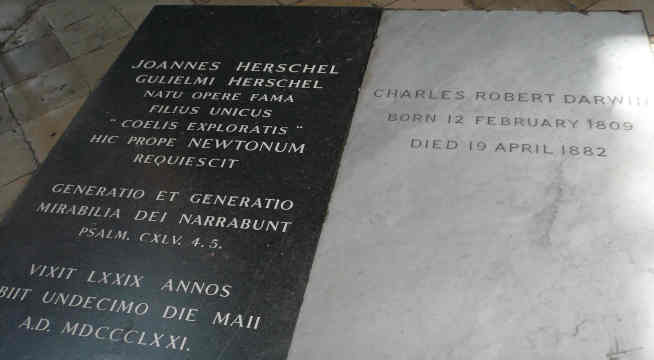 JOANNES HERSCHEL
GULIELMI HERSCHEL
NATU OPERE FAMA
FILIUS UNICUS
"COELIS EXPLORATIS"
HIC PROPE NEWTONUM
REQUIESCIT
GENERATIO ET GENERATIO
MIRABILIA DEI NARRABUNT
PSALM. CXLV. 4. 5.
VIXIT LXXIX ANNOS
BIIT UNDECIMO DIE MAII
A.D. MDCCCLXXI.
CHARLES ROBERT DARWIN
BORN 12 FEBRUARY 1809
DIED 19 APRIL 1882